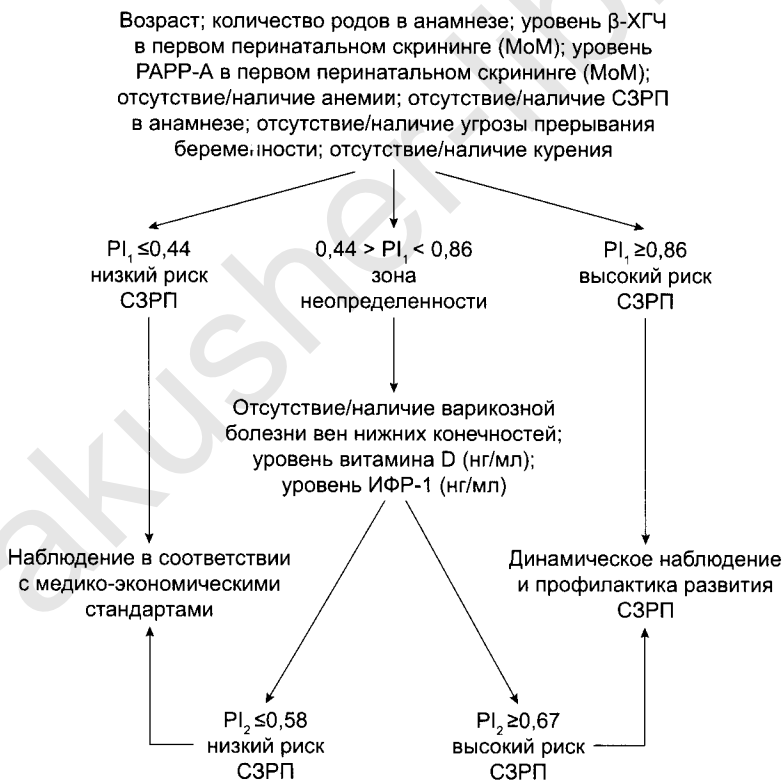 Возраст; количество родов в анамнезе; уровень β-ХГЧ
в первом перинатальном скрининге (МоМ); уровень
PAPP-A в первом перинатальном скрининге (МоМ);
отсутствие/наличие анемии; отсутствие/наличие СЗРП
в анамнезе; отсутствие/наличие угрозы прерывания
беременности; отсутствие/наличие курения
PI₁ ≤0,44
низкий риск
СЗРП
0,44 > PI₁ < 0,86
зона
неопределенности
PI₁ ≥0,86
высокий риск
СЗРП
Отсутствие/наличие варикозной
болезни вен нижних конечностей;
уровень витамина D (нг/мл);
уровень ИФР-1 (нг/мл)
Наблюдение в соответствии
с медико-экономическими
стандартами
Динамическое наблюдение
и профилактика развития
СЗРП
PI₂ ≤0,58
низкий риск
СЗРП
PI₂ ≥0,67
высокий риск
СЗРП